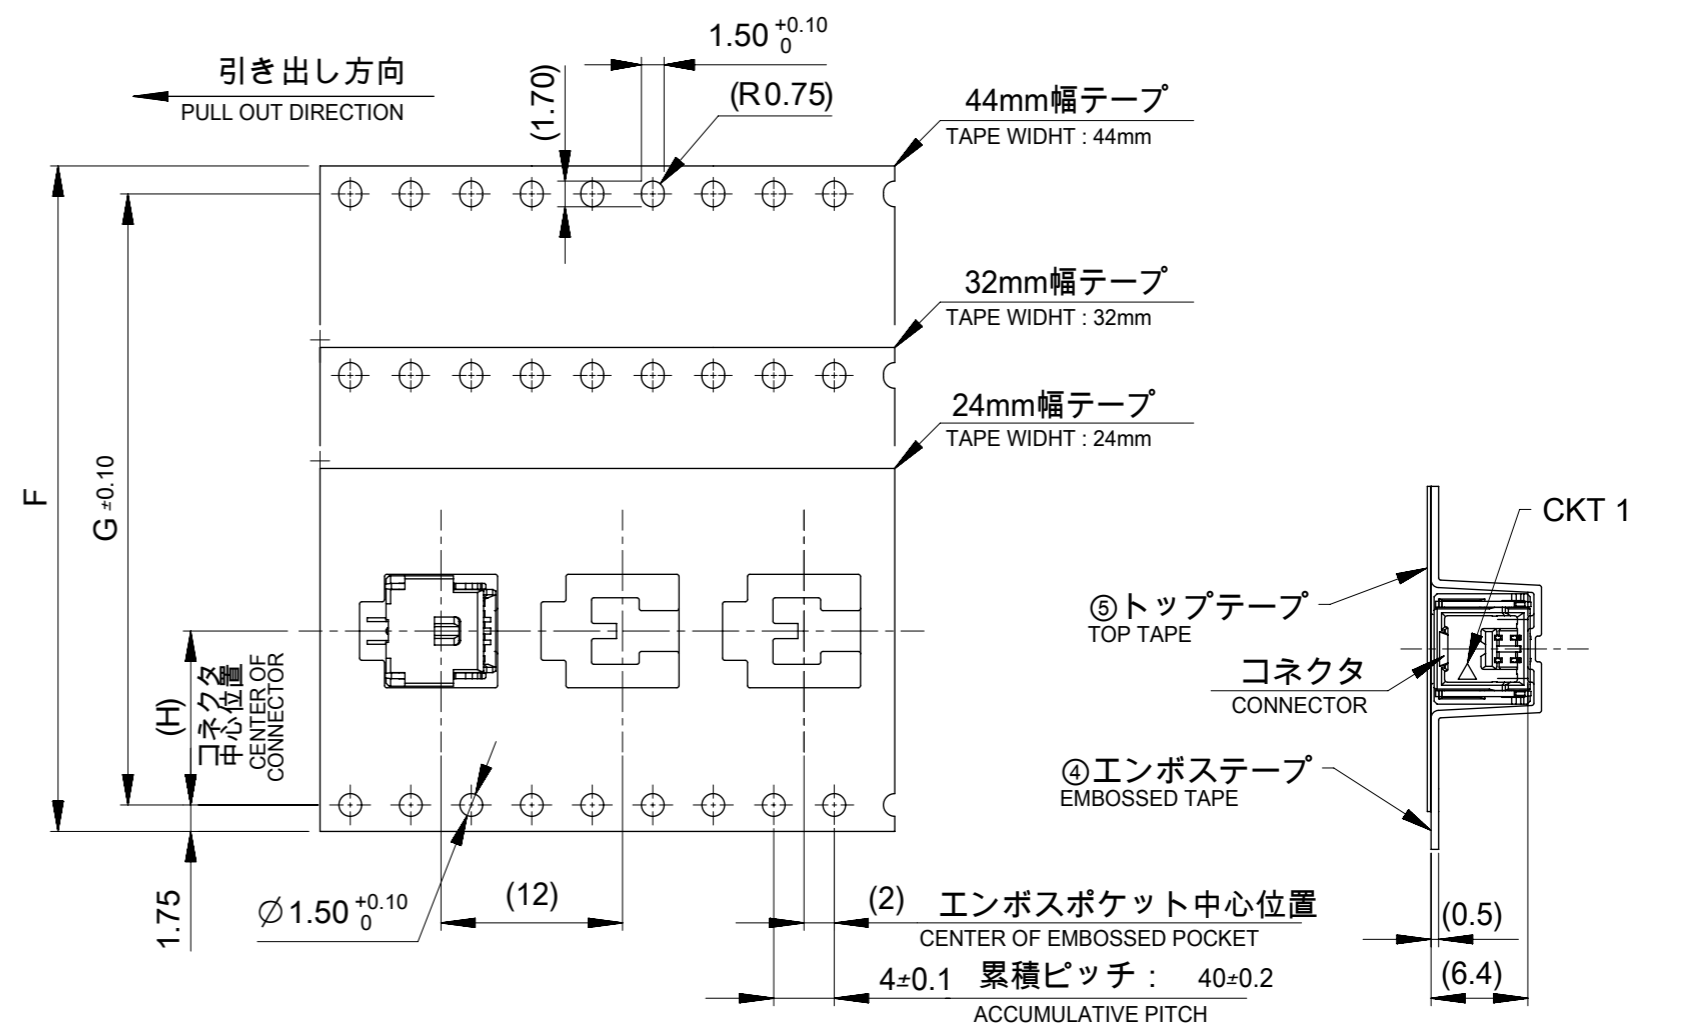 1.50 +0.10 0
引き出し方向
PULL OUT DIRECTION
(1.70)
(R0.75)
44mm幅テープ
TAPE WIDHT : 44mm
32mm幅テープ
TAPE WIDHT : 32mm
24mm幅テープ
TAPE WIDHT : 24mm
F
G ±0.10
(H)
コネクタ
中心位置
CENTER OF
CONNECTOR
1.75
∅1.50 +0.10 0
(12)
(2)
エンボスポケット中心位置
CENTER OF EMBOSSED POCKET
4±0.1 累積ピッチ : 40±0.2
ACCUMULATIVE PITCH
CKT 1
⑤トップテープ
TOP TAPE
コネクタ
CONNECTOR
④エンボステープ
EMBOSSED TAPE
(0.5)
(6.4)